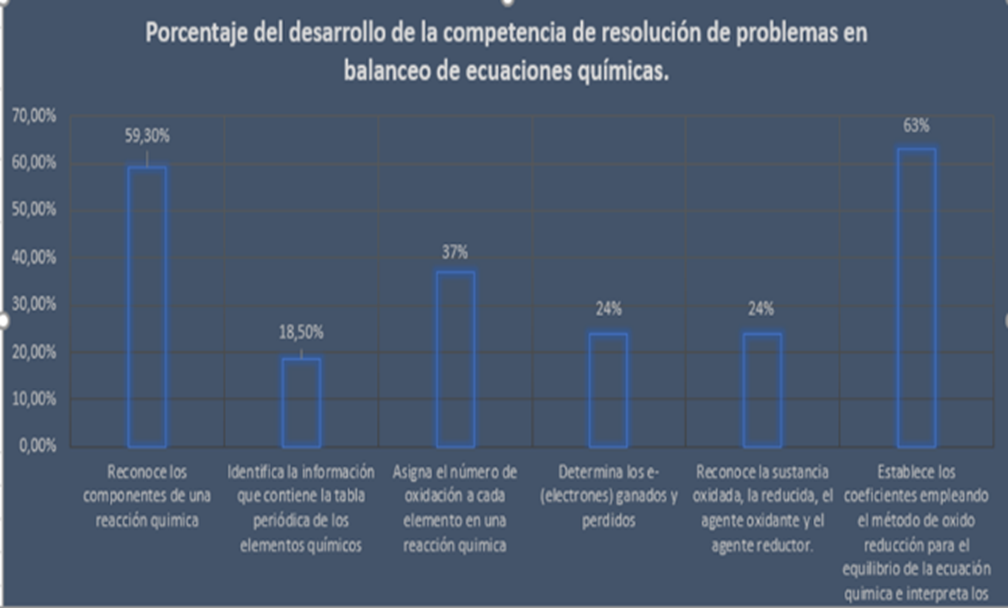 Porcentaje del desarrollo de la competencia de resolución de problemas en
balanceo de ecuaciones químicas.
70,00%
60,00%
50,00%
40,00%
30,00%
20,00%
10,00%
0,00%
59,30%
18,50%
37%
24%
24%
63%
Reconoce los
componentes de una
reacción quimica
Identifica la información
que contiene la tabla
periódica de los
elementos químicos
Asigna el número de
oxidación a cada
elemento en una
reacción quimica
Determina los e-
(electrones) ganados y
perdidos
Reconoce la sustancia
oxidada, la reducida, el
agente oxidante y el
agente reductor.
Establece los
coeficientes empleando
el método de oxido
reducción para el
equilibrio de la ecuación
quimica e interpreta los